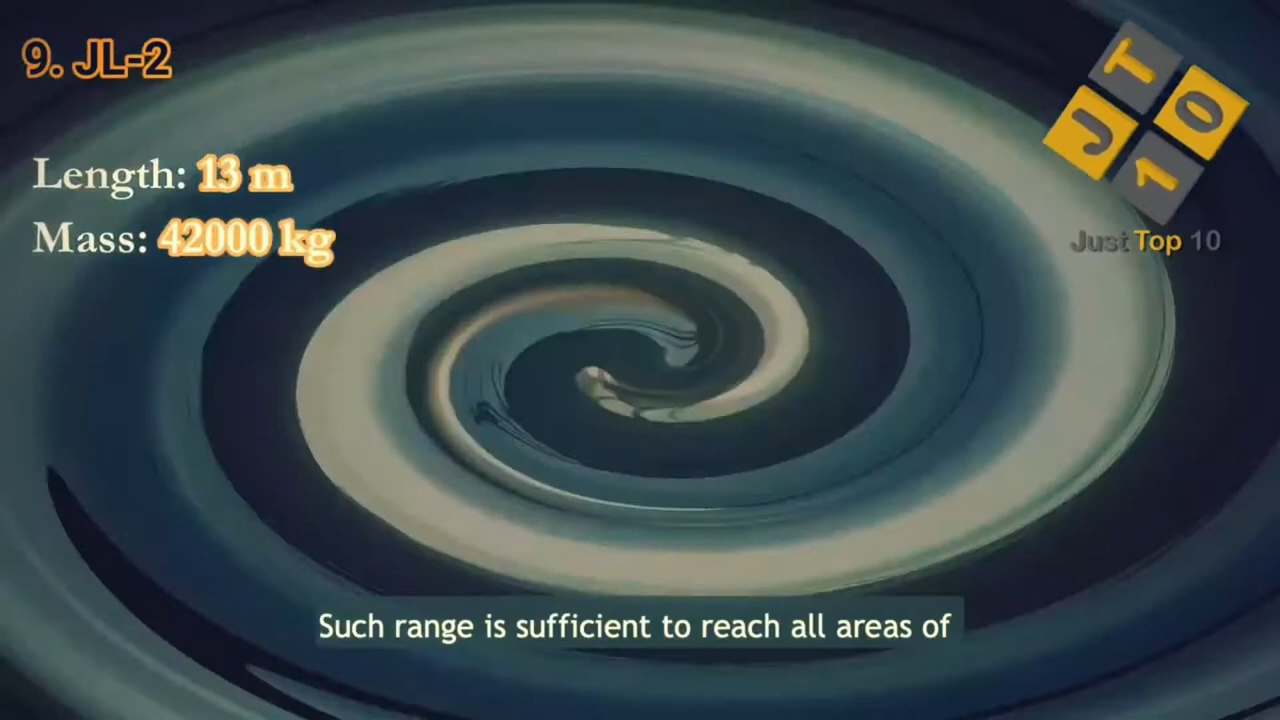 9. JL-2
Length: 13 m
Mass: 42000 kg
J T 1 0
Just Top 10
Such range is sufficient to reach all areas of